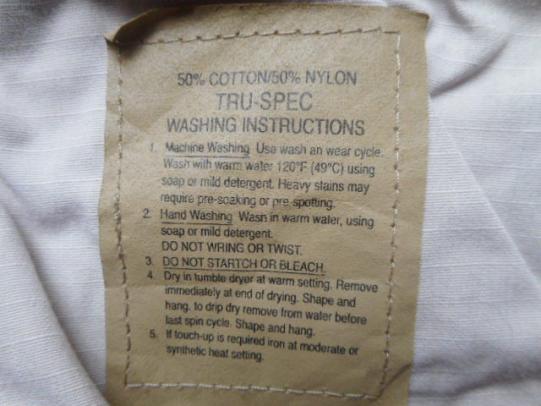 50% COTTON/50% NYLON
TRU-SPEC
WASHING INSTRUCTIONS
1. Machine Washing Use wash an wear cycle.
Wash with warm water 120°F (49°C) using
soap or mild detergent. Heavy stains may
require pre-soaking or pre spotting.
2. Hand Washing Wash in warm water, using
soap or mild detergent.
DO NOT WRING OR TWIST.
3. DO NOT STARTCH OR BLEACH.
4. Dry in tumble dryer at warm setting. Remove
immediately at end of drying. Shape and
hang. to drip dry remove from water before
last spin cycle. Shape and hang.
5. If touch-up is required iron at moderate or
synthetic heat setting.